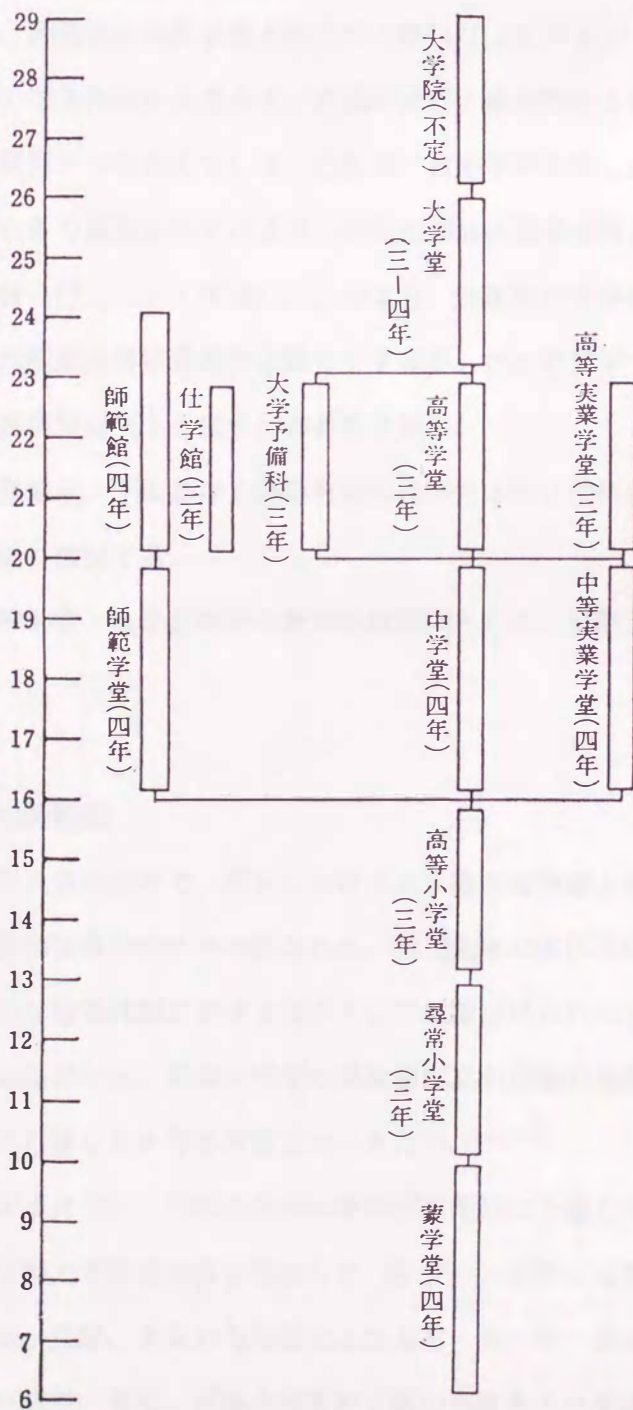 29
28
27
26
25
24
23
22
21
20
19
18
17
16
15
14
13
12
11
10
9
8
7
6
大学院(不定)
大学堂
(三―四年)
師範館(四年)
仕学館(三年)
大学予備科(三年)
高等学堂
(三年)
高等実業学堂(三年)
師範学堂(四年)
中学堂(四年)
中等実業学堂(四年)
高等小学堂
(三年)
尋常小学堂
(三年)
蒙学堂(四年)